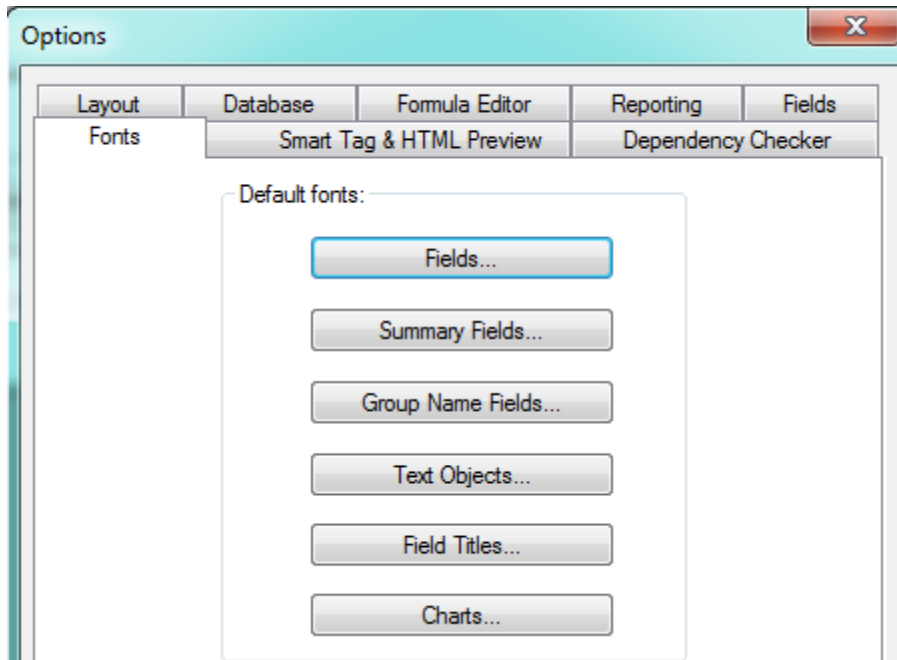 Options
Layout Database Formula Editor Reporting Fields
Fonts Smart Tag & HTML Preview Dependency Checker
Default fonts:
Fields...
Summary Fields...
Group Name Fields...
Text Objects...
Field Titles...
Charts...